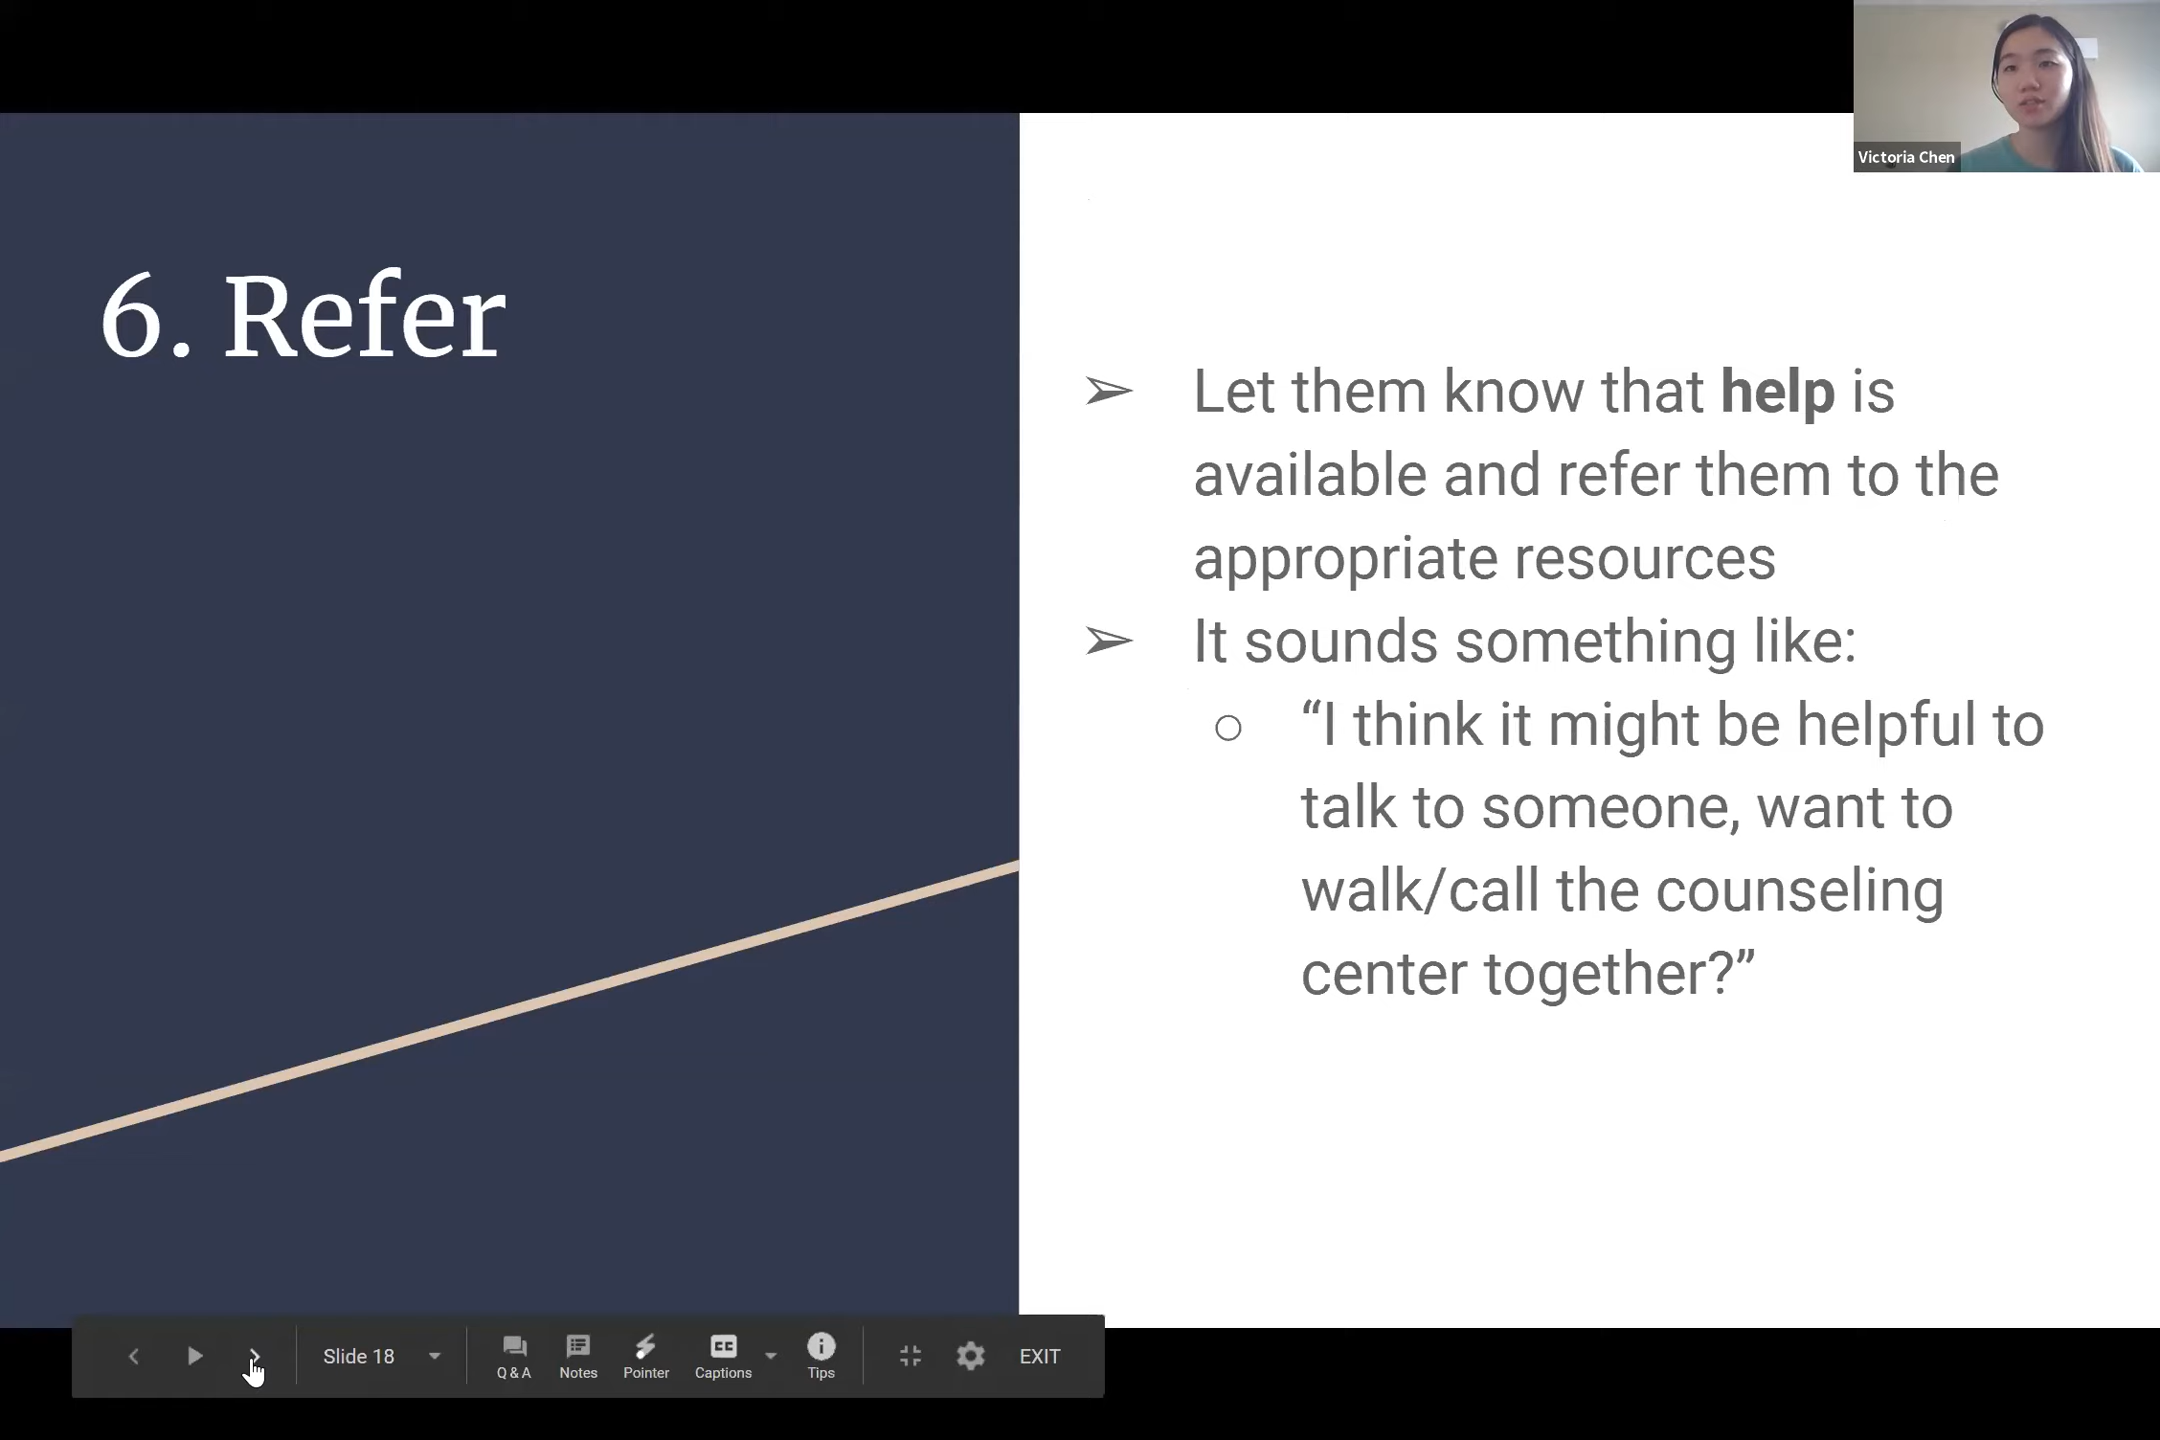 Victoria Chen
6. Refer
➢ Let them know that help is
available and refer them to the
appropriate resources
➢ It sounds something like:
○ “I think it might be helpful to
talk to someone, want to
walk/call the counseling
center together?”
Slide 18
Q & A
Notes
Pointer
CC
Captions
Tips
EXIT